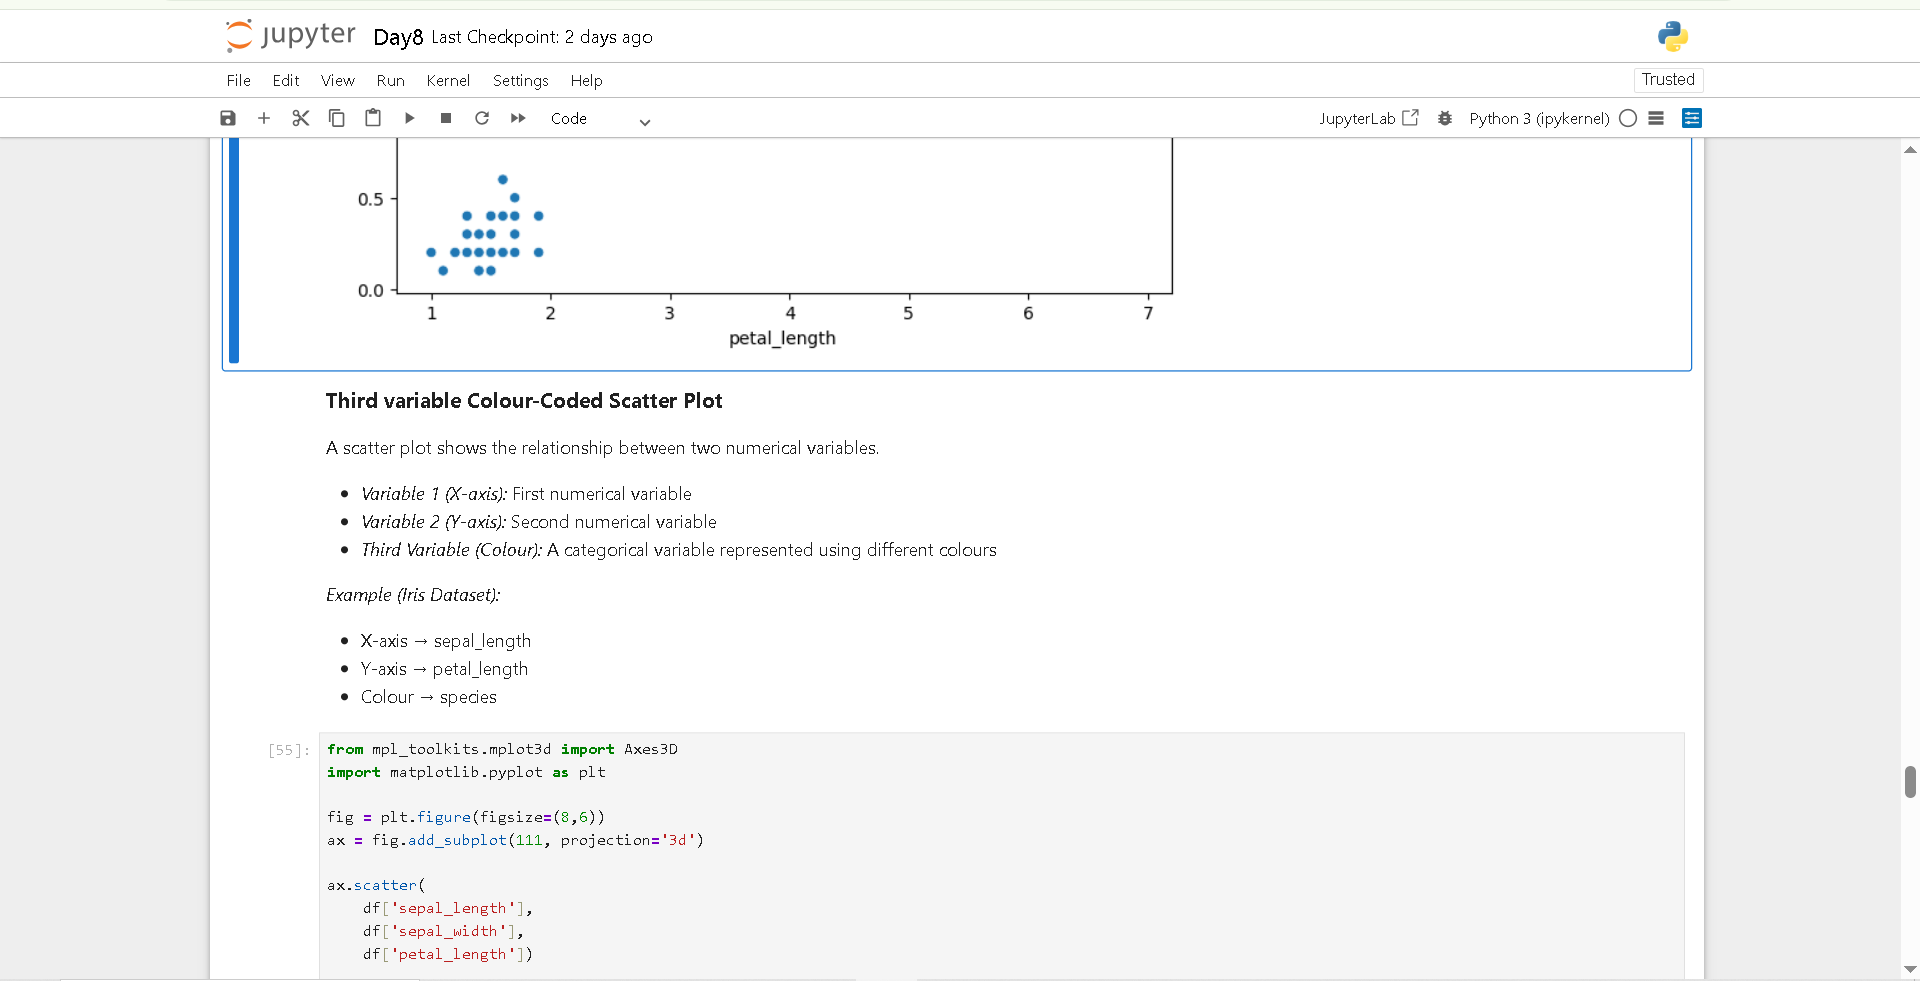 jupyter Day8 Last Checkpoint: 2 days ago
File Edit View Run Kernel Settings Help Trusted
Code JupyterLab Python 3 (ipykernel)
0.5
0.0
1 2 3 4 5 6 7
petal_length
Third variable Colour-Coded Scatter Plot
A scatter plot shows the relationship between two numerical variables.
• Variable 1 (X-axis): First numerical variable
• Variable 2 (Y-axis): Second numerical variable
• Third Variable (Colour): A categorical variable represented using different colours
Example (Iris Dataset):
• X-axis → sepal_length
• Y-axis → petal_length
• Colour → species
[55]: from mpl_toolkits.mplot3d import Axes3D
import matplotlib.pyplot as plt
fig = plt.figure(figsize=(8,6))
ax = fig.add_subplot(111, projection='3d')
ax.scatter(
    df['sepal_length'],
    df['sepal_width'],
    df['petal_length'])